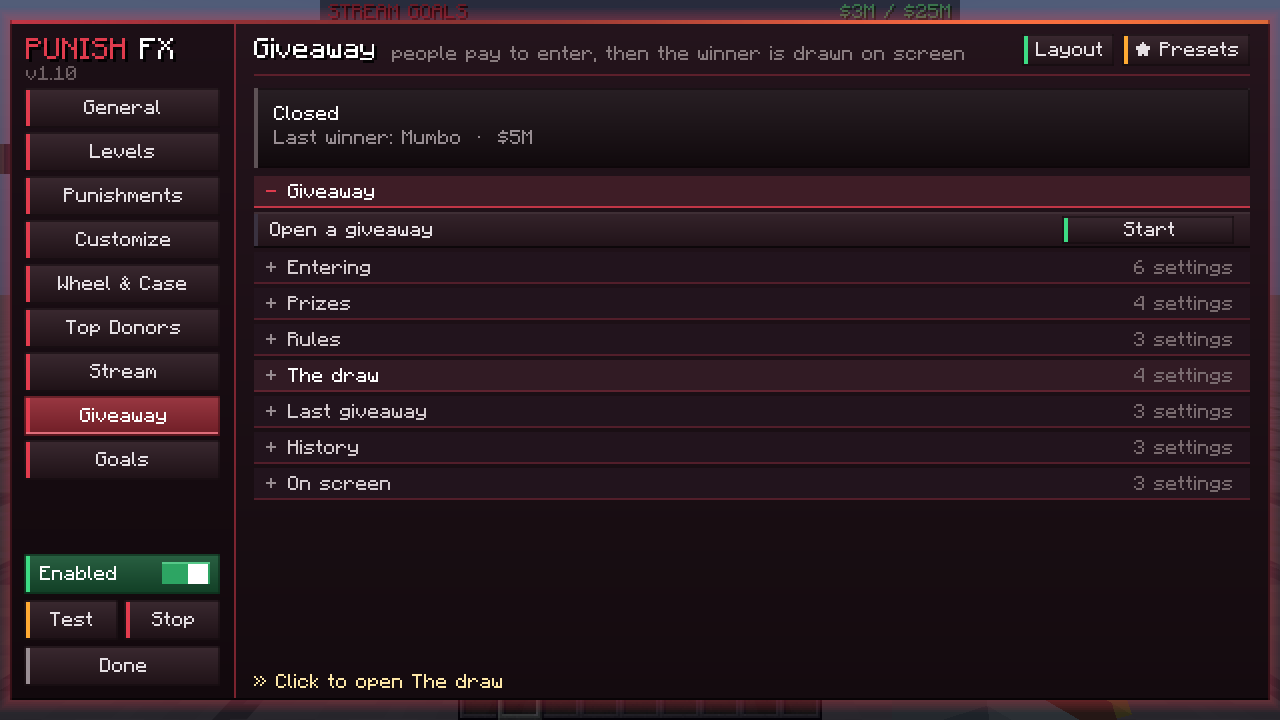 STREAM GOALS $3M / $25M
PUNISH FX
v1.10
General
Levels
Punishments
Customize
Wheel & Case
Top Donors
Stream
Giveaway
Goals
Enabled
Test Stop
Done
Giveaway people pay to enter, then the winner is drawn on screen
Layout Presets
Closed
Last winner: Mumbo · $5M
− Giveaway
Open a giveaway Start
+ Entering 6 settings
+ Prizes 4 settings
+ Rules 3 settings
+ The draw 4 settings
+ Last giveaway 3 settings
+ History 3 settings
+ On screen 3 settings
» Click to open The draw